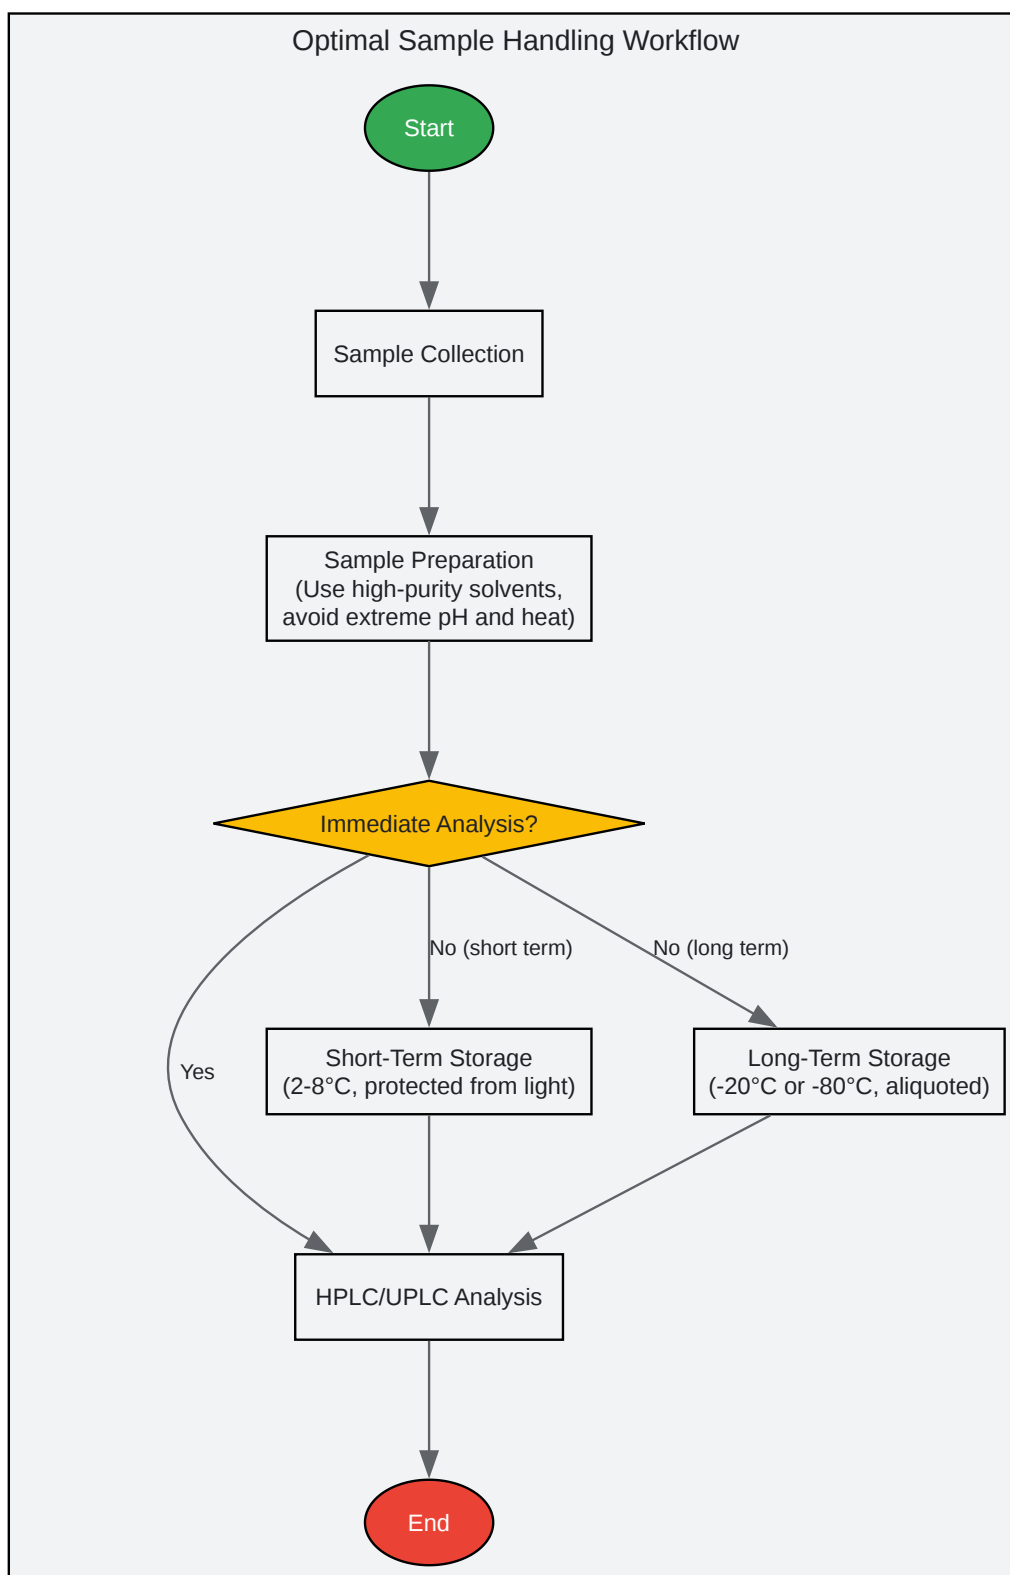 Optimal Sample Handling Workflow
Start
Sample Collection
Sample Preparation
(Use high-purity solvents,
avoid extreme pH and heat)
Immediate Analysis?
No (short term)
No (long term)
Yes
Short-Term Storage
(2-8°C, protected from light)
Long-Term Storage
(-20°C or -80°C, aliquoted)
HPLC/UPLC Analysis
End